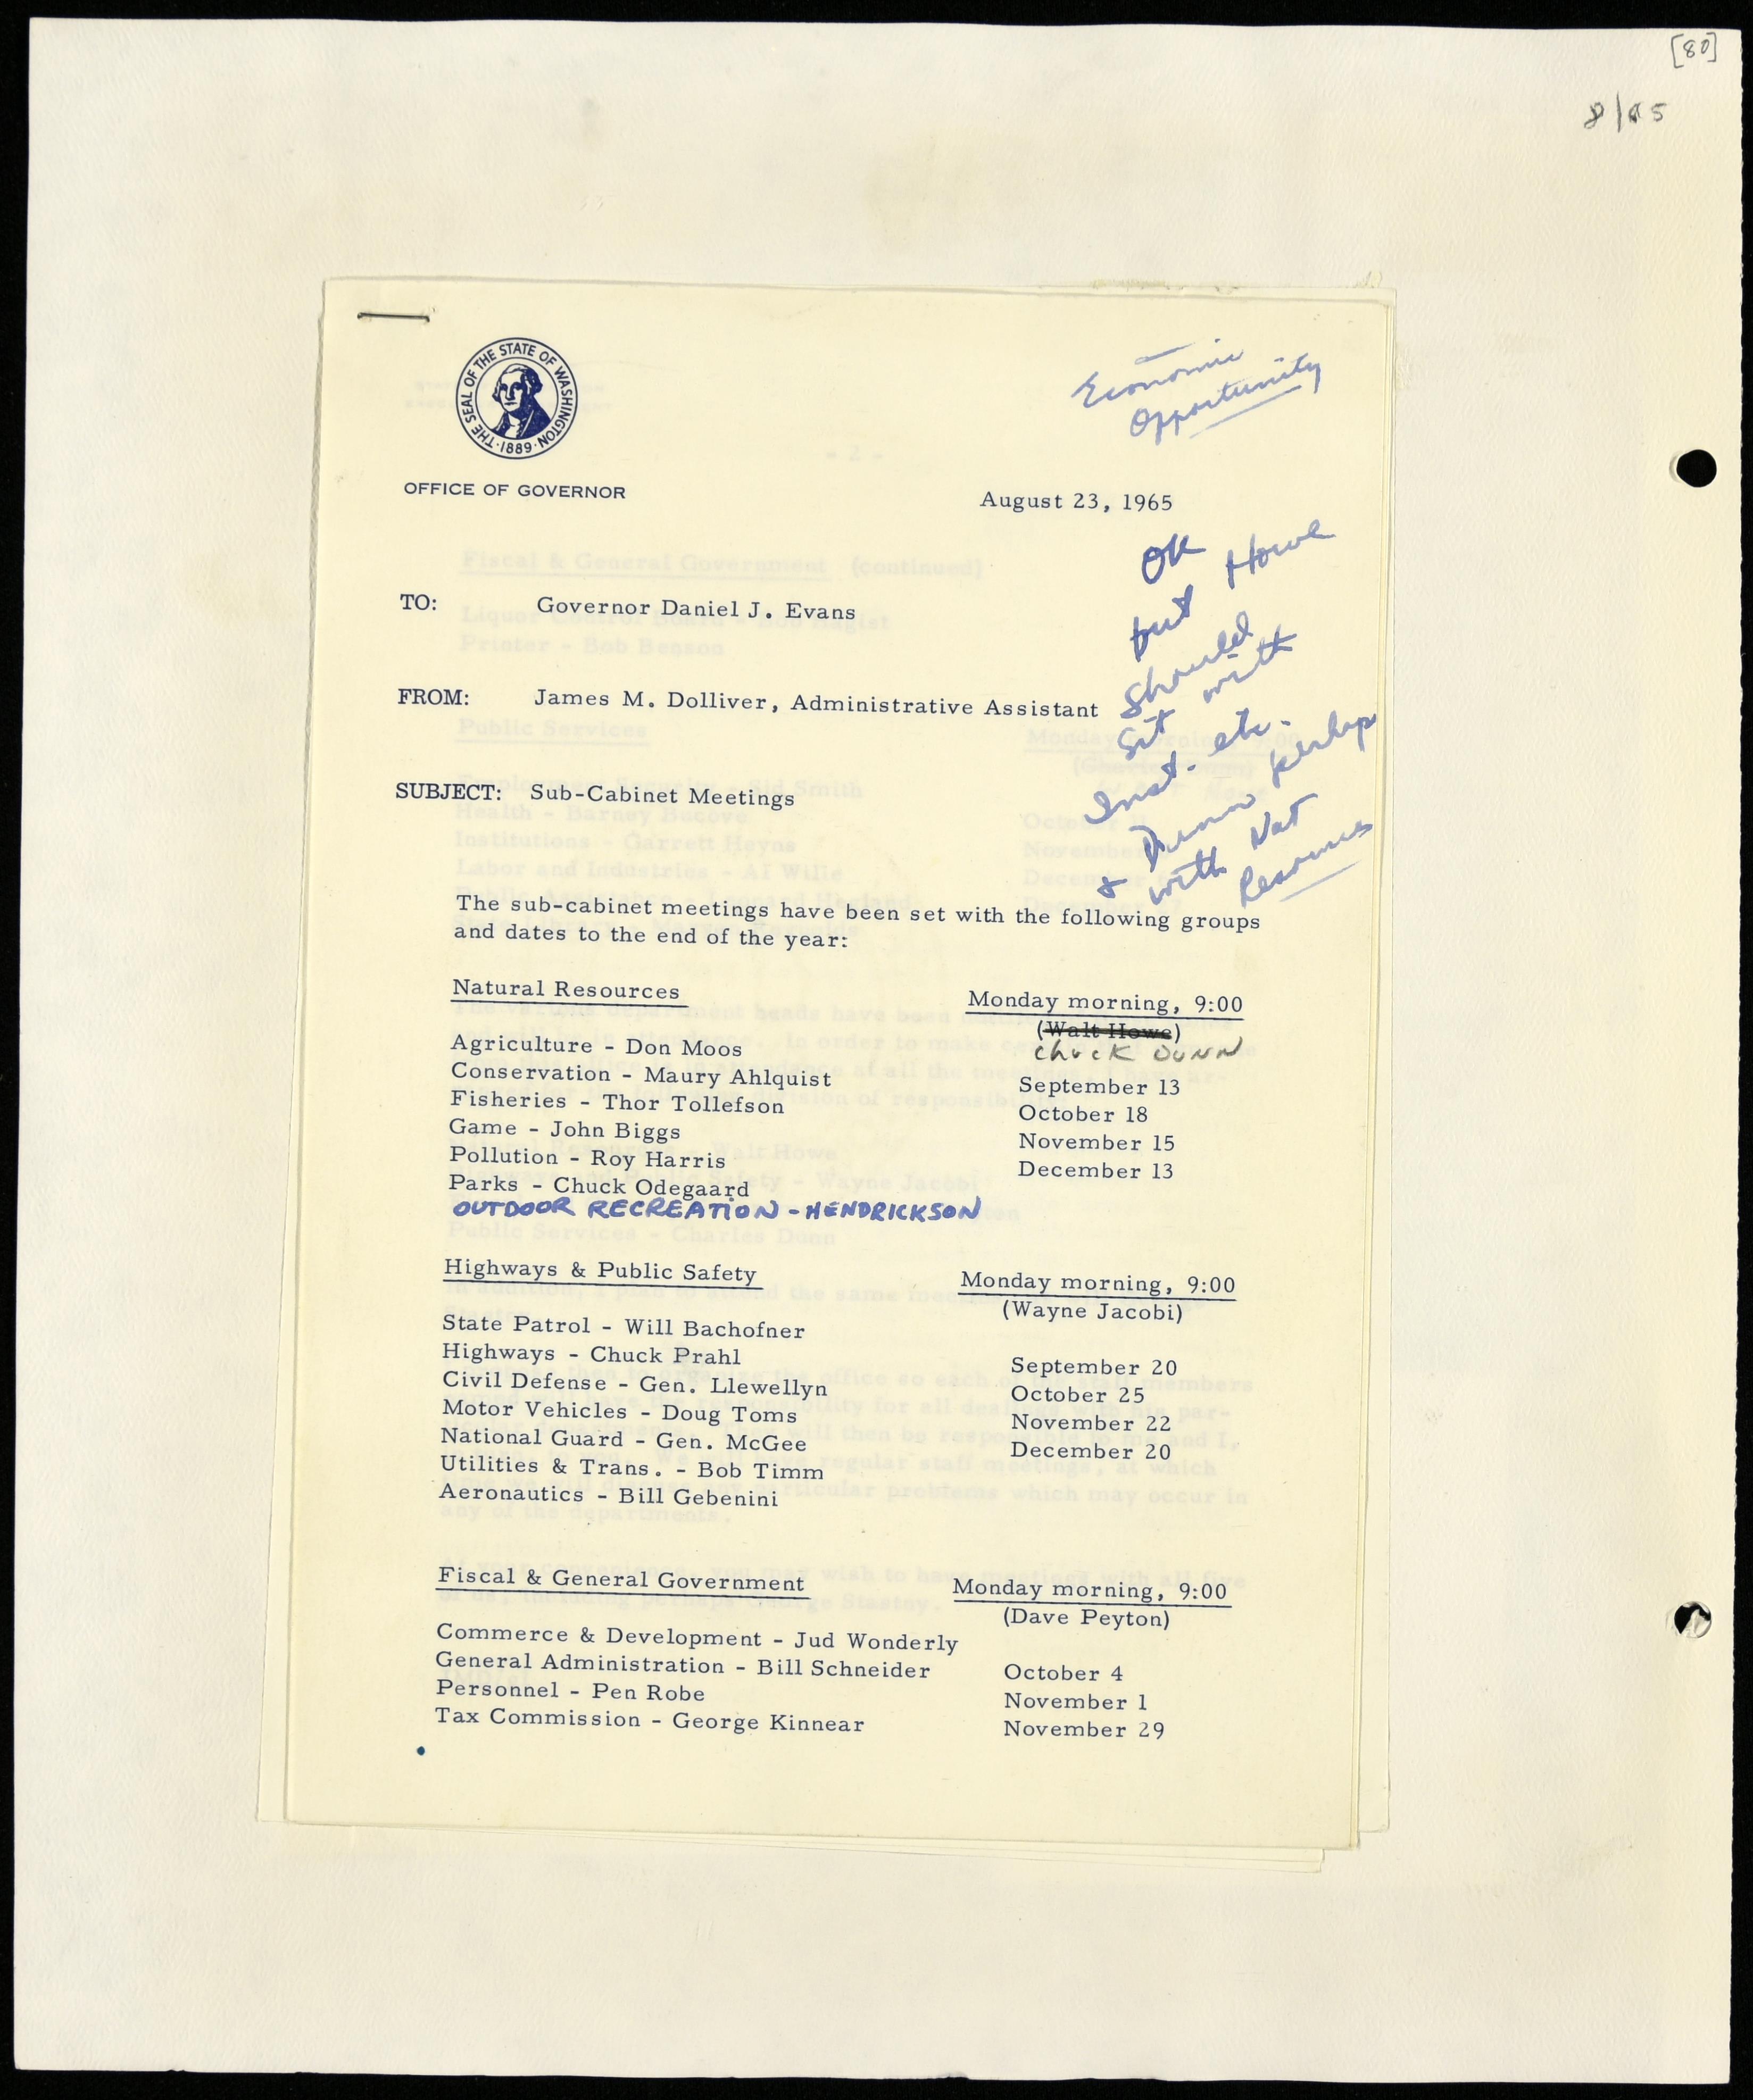 [80]
8/65
THE SEAL OF THE STATE OF WASHINGTON
1889
Economic
Opportunity
OFFICE OF GOVERNOR
August 23, 1965
OK
but Howe
should
sit with
Inst. etc.
& Dunn perhaps
with Nat
Resources
TO: Governor Daniel J. Evans
FROM: James M. Dolliver, Administrative Assistant
SUBJECT: Sub-Cabinet Meetings
The sub-cabinet meetings have been set with the following groups
and dates to the end of the year:
Natural Resources Monday morning, 9:00
(Walt Howe)
Chuck Dunn
Agriculture - Don Moos
Conservation - Maury Ahlquist September 13
Fisheries - Thor Tollefson October 18
Game - John Biggs November 15
Pollution - Roy Harris December 13
Parks - Chuck Odegaard
OUTDOOR RECREATION - HENDRICKSON
Highways & Public Safety Monday morning, 9:00
(Wayne Jacobi)
State Patrol - Will Bachofner
Highways - Chuck Prahl September 20
Civil Defense - Gen. Llewellyn October 25
Motor Vehicles - Doug Toms November 22
National Guard - Gen. McGee December 20
Utilities & Trans. - Bob Timm
Aeronautics - Bill Gebenini
Fiscal & General Government Monday morning, 9:00
(Dave Peyton)
Commerce & Development - Jud Wonderly
General Administration - Bill Schneider October 4
Personnel - Pen Robe November 1
Tax Commission - George Kinnear November 29